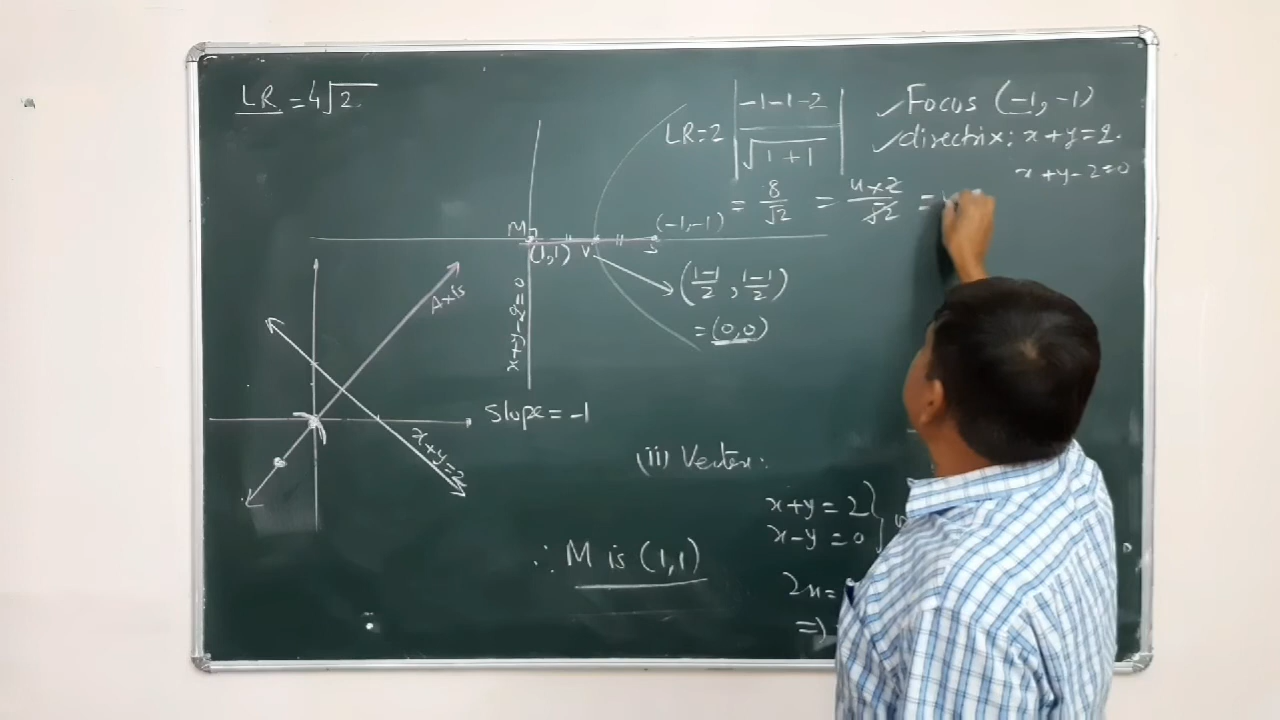 LR = 4√2
LR = 2 |(-1-1-2)/√(1+1)|
= 8/√2 = 4×2/√2 =
✓Focus (-1, -1)
✓directrix: x+y=2.
x+y-2=0
M
(1,1)
V
S
(-1,-1)
((1-1)/2 , (1-1)/2)
= (0,0)
x+y-2=0
Axis
x+y=2
Slope = -1
(ii) Vertex:
x+y = 2
x-y = 0
2x=
=)
∴ M is (1,1)